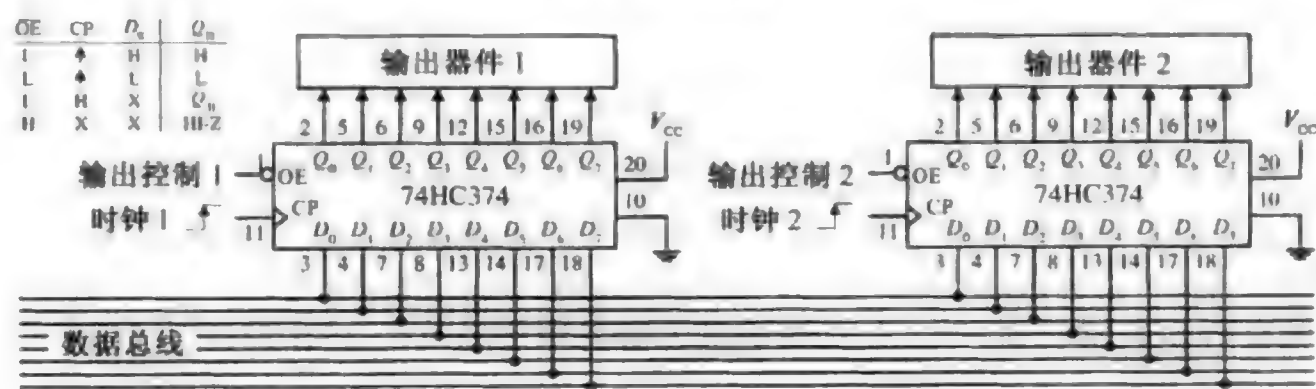 OE CP Dn Qn
L ↑ H H
L ↑ L L
L H X Qn
H X X HI-Z
输出器件 1
2 5 6 9 12 15 16 19
Q0 Q1 Q2 Q3 Q4 Q5 Q6 Q7
VCC
20
10
输出控制 1
1
OE
74HC374
时钟 1
CP
11
D0 D1 D2 D3 D4 D5 D6 D7
3 4 7 8 13 14 17 18
输出器件 2
2 5 6 9 12 15 16 19
Q0 Q1 Q2 Q3 Q4 Q5 Q6 Q7
VCC
20
10
输出控制 2
1
OE
74HC374
时钟 2
CP
11
D0 D1 D2 D3 D4 D5 D6 D7
3 4 7 8 13 14 17 18
数据总线